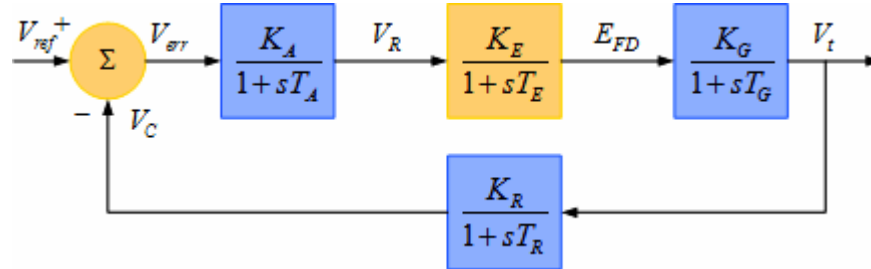 V_ref + Σ V_err K_A / 1 + sT_A V_R K_E / 1 + sT_E E_FD K_G / 1 + sT_G V_t
− V_C
K_R / 1 + sT_R